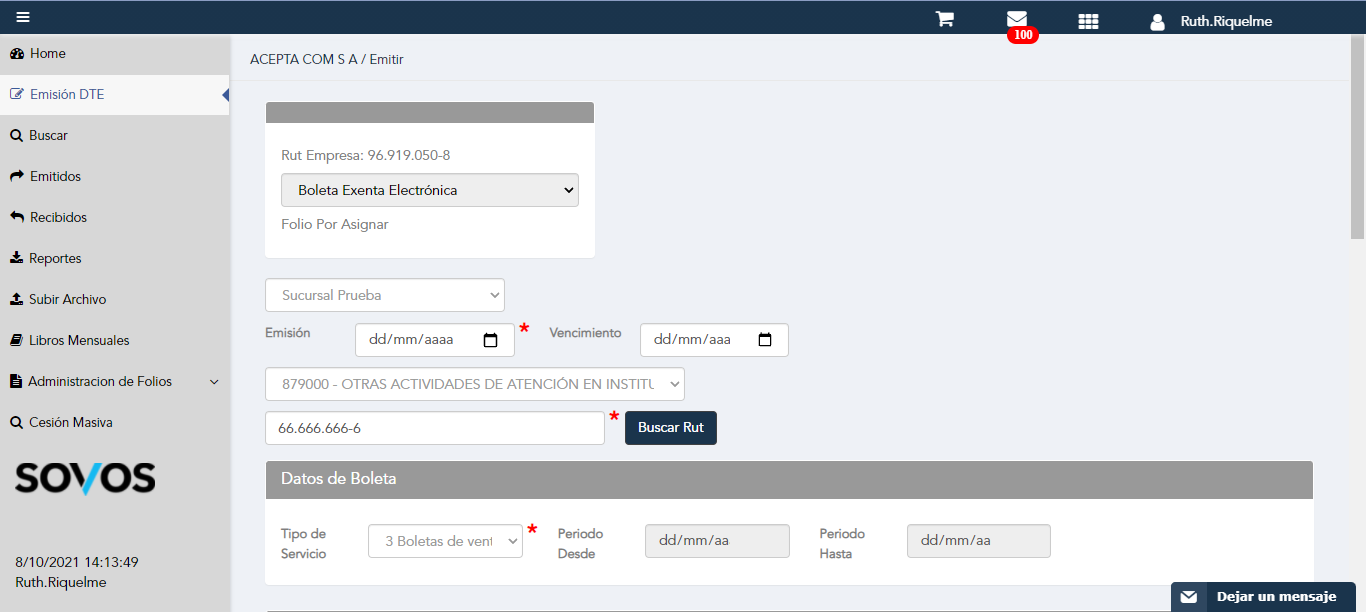 100
Ruth.Riquelme
Home
Emisión DTE
Buscar
Emitidos
Recibidos
Reportes
Subir Archivo
Libros Mensuales
Administracion de Folios
Cesión Masiva
SOVOS
8/10/2021 14:13:49
Ruth.Riquelme
ACEPTA COM S A / Emitir
Rut Empresa: 96.919.050-8
Boleta Exenta Electrónica
Folio Por Asignar
Sucursal Prueba
Emisión dd/mm/aaaa * Vencimiento dd/mm/aaa
879000 - OTRAS ACTIVIDADES DE ATENCIÓN EN INSTITU
66.666.666-6 * Buscar Rut
Datos de Boleta
Tipo de Servicio 3 Boletas de vent * Periodo Desde dd/mm/aa Periodo Hasta dd/mm/aa
Dejar un mensaje